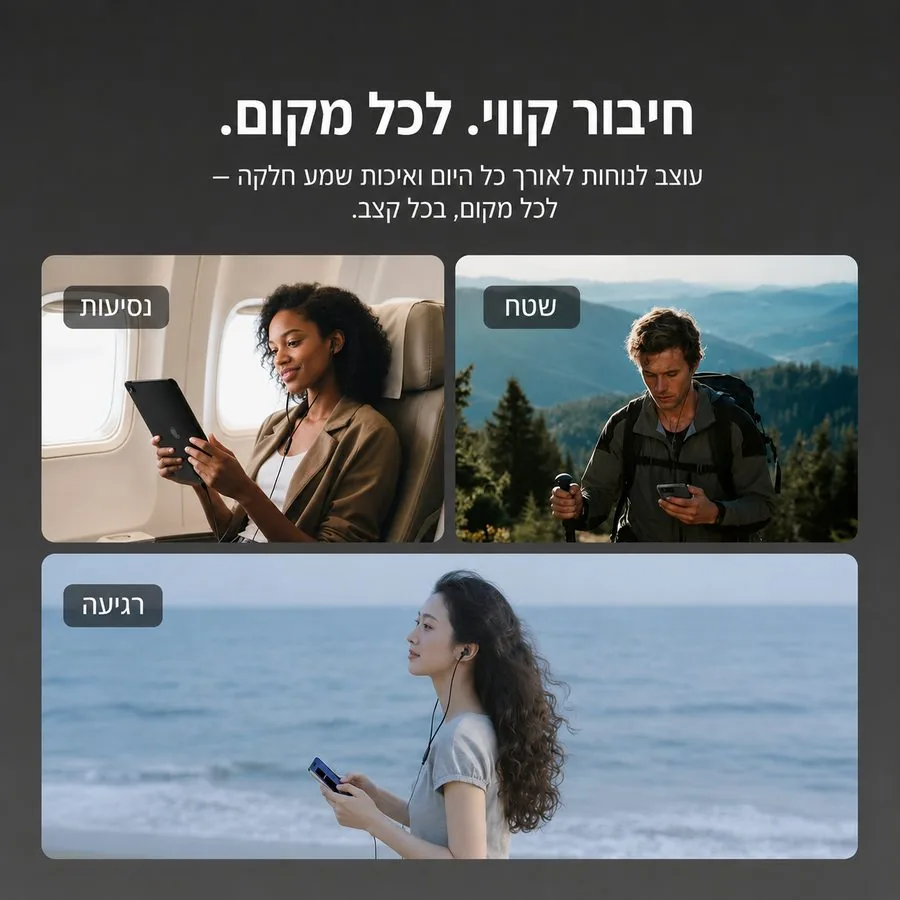 חיבור קווי. לכל מקום.
עוצב לנוחות לאורך כל היום ואיכות שמע חלקה –
לכל מקום, בכל קצב.
נסיעות
שטח
רגיעה